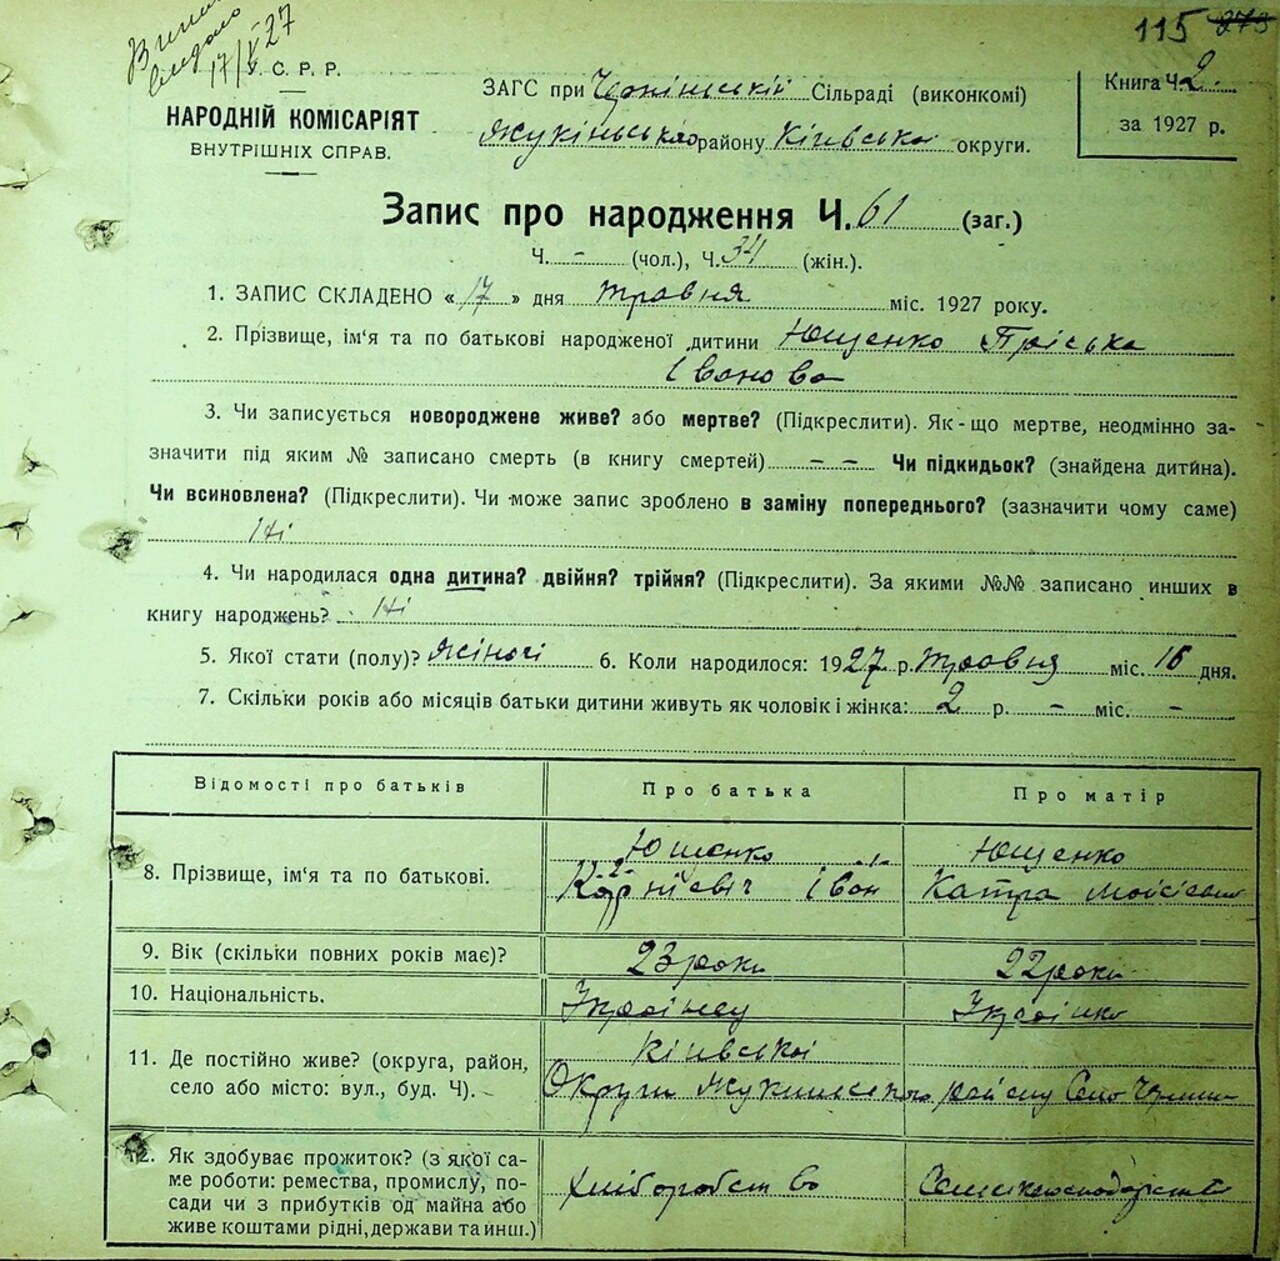 115 273
17/V 27
У. С. Р. Р.
НАРОДНІЙ КОМІСАРІЯТ
ВНУТРІШНІХ СПРАВ.
ЗАГС при Сільраді (виконкомі)
району Київської округи.
Книга Ч. 2
за 1927 р.
Запис про народження Ч. 61 (заг.)
Ч. - (чол.), Ч. 34 (жін.).
1. ЗАПИС СКЛАДЕНО « 17 » дня травня міс. 1927 року.
2. Прізвище, ім'я та по батькові народженої дитини Ющенко Пріська
Іванова
3. Чи записується новороджене живе? або мертве? (Підкреслити). Як-що мертве, неодмінно за-
значити під яким № записано смерть (в книгу смертей) – – Чи підкидьок? (знайдена дитина).
Чи всиновлена? (Підкреслити). Чи може запис зроблено в заміну попереднього? (зазначити чому саме)
Ні
4. Чи народилася одна дитина? двійня? трійня? (Підкреслити). За якими №№ записано инших в
книгу народжень? Ні
5. Якої стати (полу)? жіночі 6. Коли народилося: 1927 р. травня міс. 16 дня.
7. Скільки років або місяців батьки дитини живуть як чоловік і жінка: 2 р. - міс. -
Відомості про батьків Про батька Про матір
8. Прізвище, ім'я та по батькові.
Ющенко Ющенко
Іван Катра
9. Вік (скільки повних років має)? 23 роки 22 роки
10. Національність. Українец Українка
11. Де постійно живе? (округа, район,
село або місто: вул., буд. Ч).
Київської
Округи району Село
12. Як здобуває прожиток? (з якої са-
ме роботи: ремества, промислу, по-
сади чи з прибутків од майна або
живе коштами рідні, держави та инш.)
хліборобство